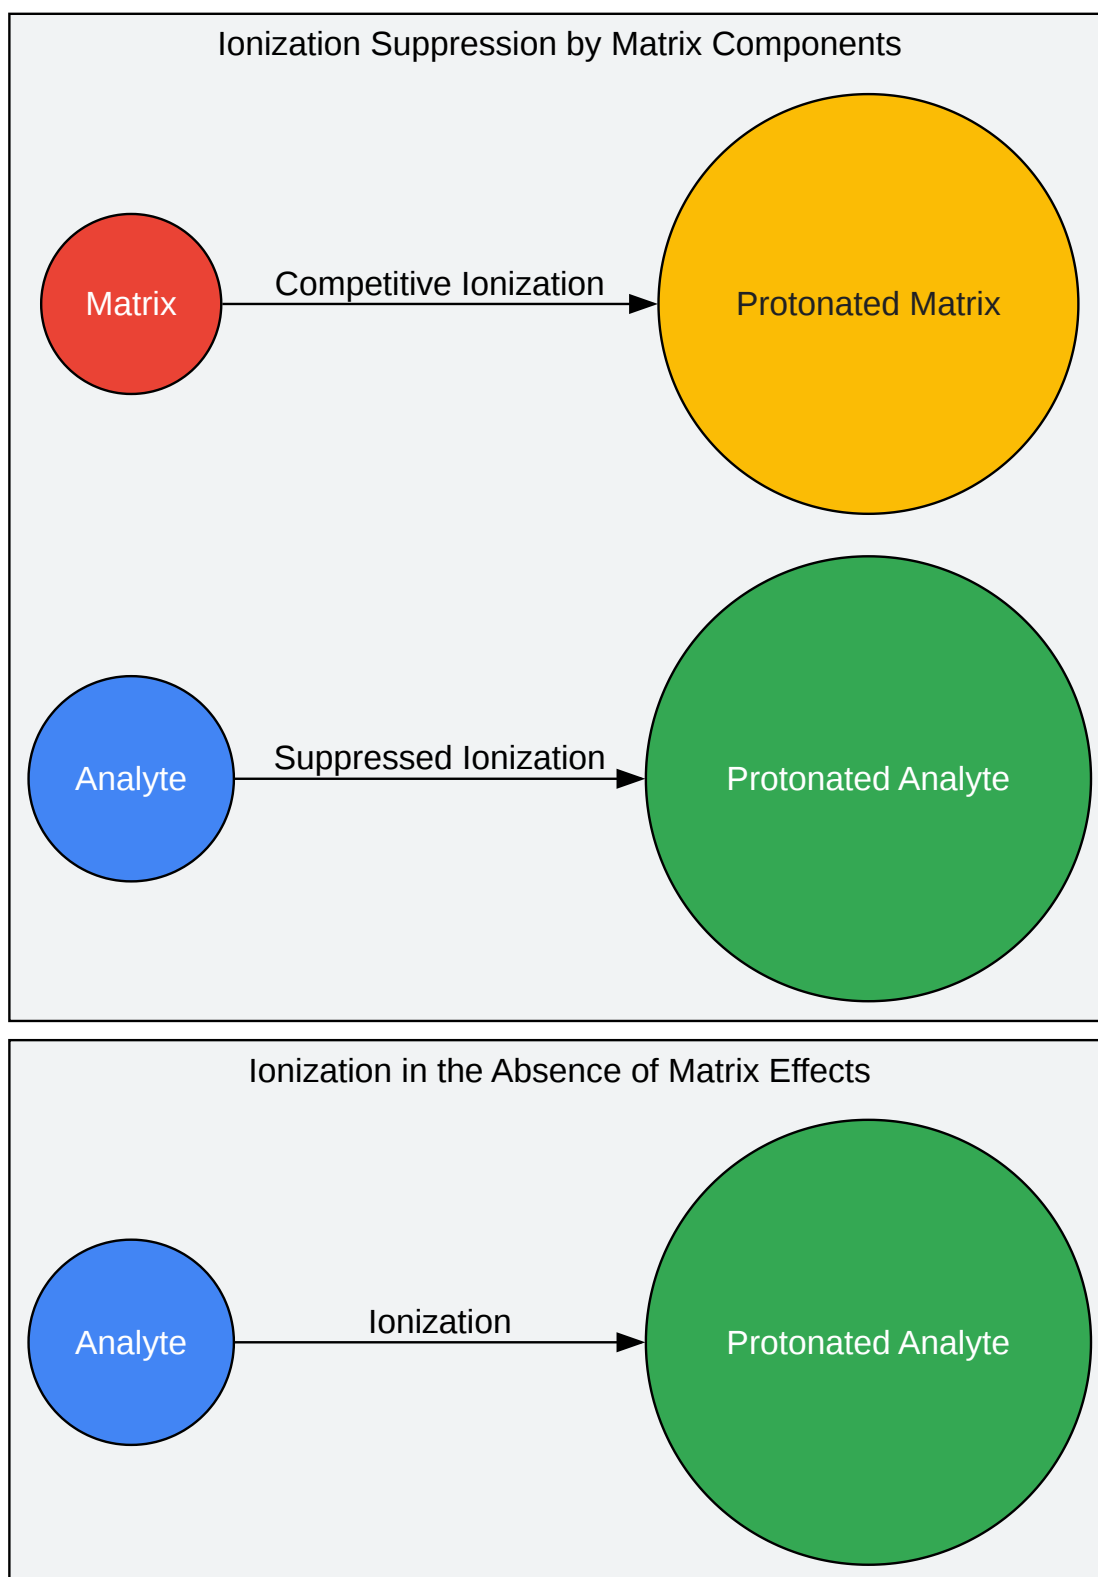 Ionization Suppression by Matrix Components
Matrix
Competitive Ionization
Protonated Matrix
Analyte
Suppressed Ionization
Protonated Analyte
Ionization in the Absence of Matrix Effects
Analyte
Ionization
Protonated Analyte